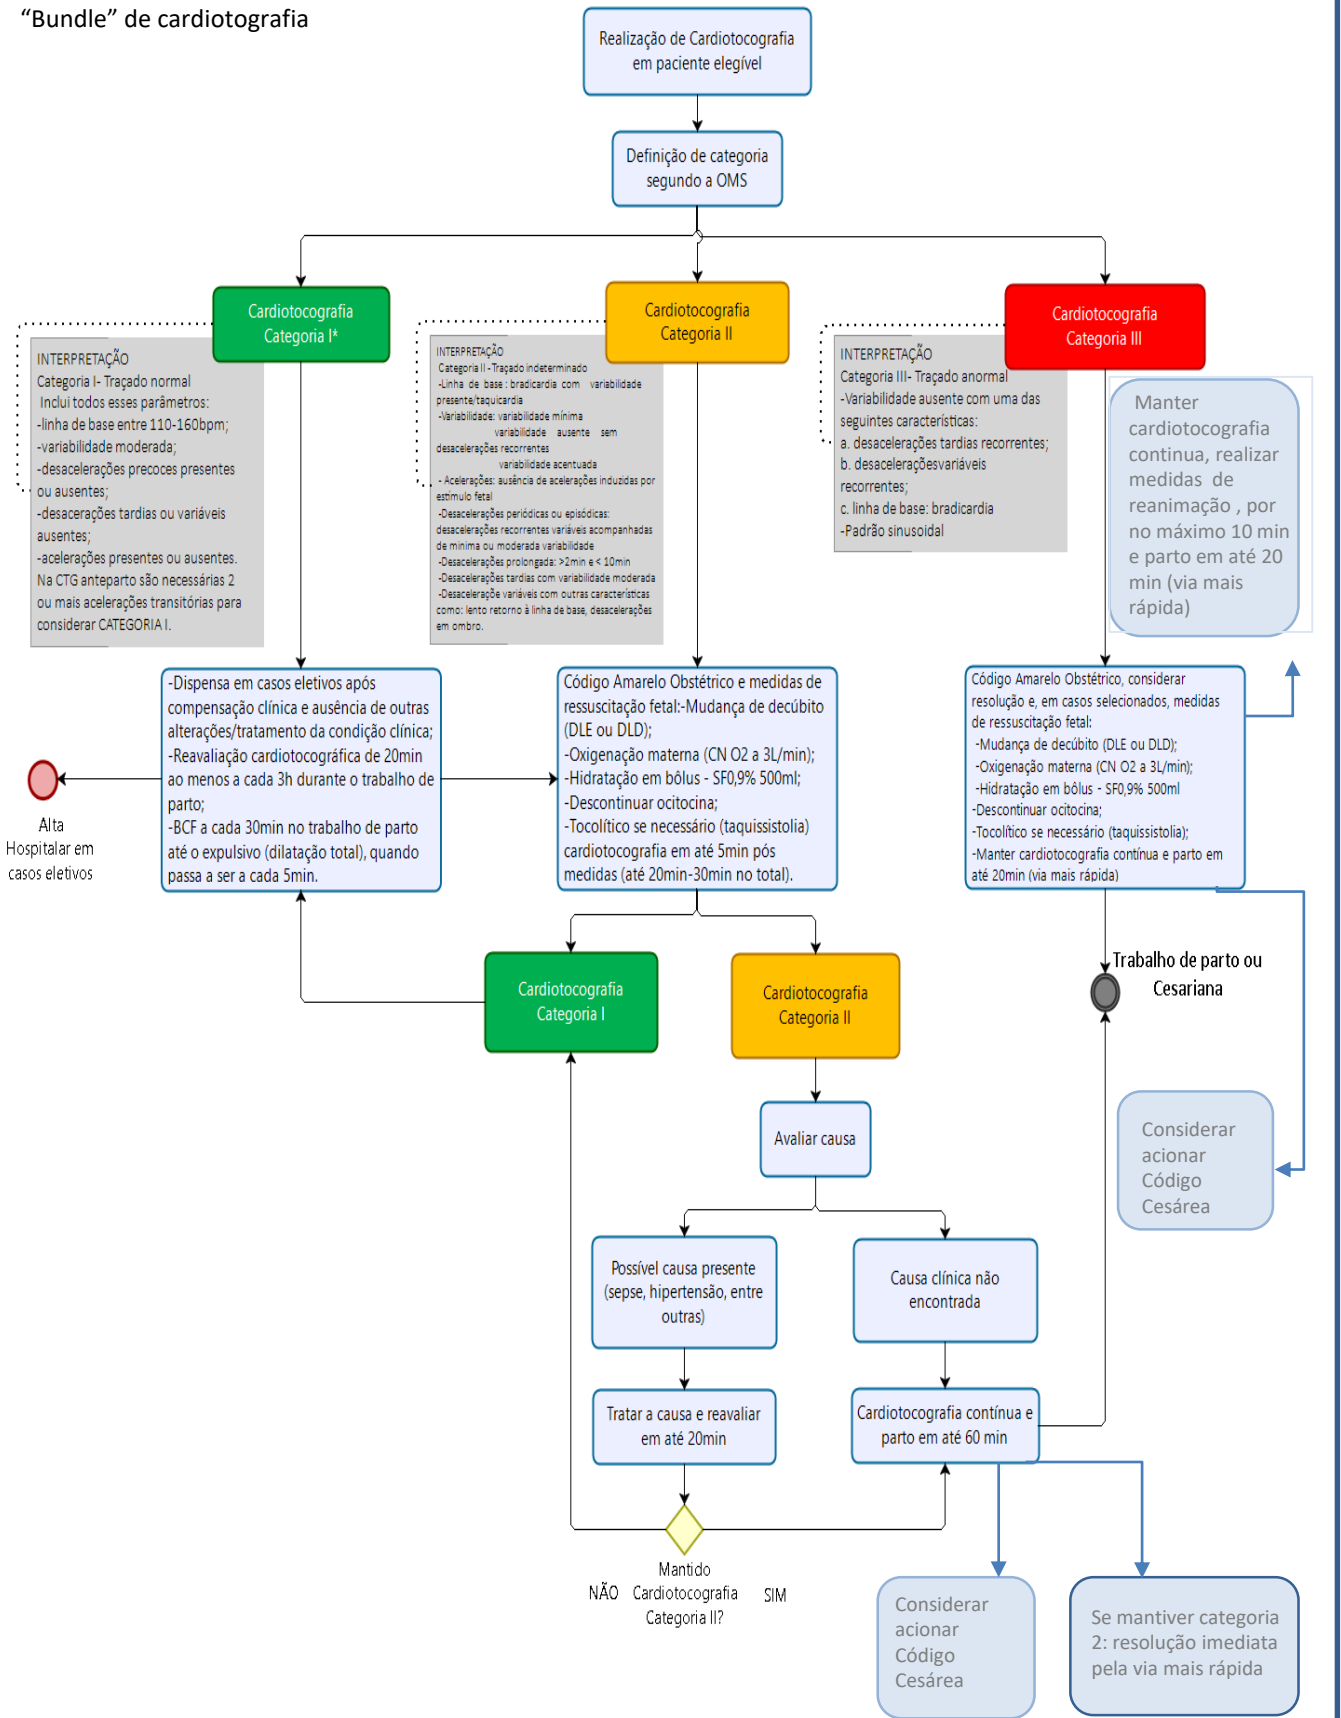 “Bundle” de cardiotografia
Realização de Cardiotocografia
em paciente elegível
Definição de categoria
segundo a OMS
Cardiotocografia
Categoria I*
Cardiotocografia
Categoria II
Cardiotocografia
Categoria III
INTERPRETAÇÃO
Categoria I- Traçado normal
Inclui todos esses parâmetros:
-linha de base entre 110-160bpm;
-variabilidade moderada;
-desacelerações precoces presentes
ou ausentes;
-desacerações tardias ou variáveis
ausentes;
-acelerações presentes ou ausentes.
Na CTG anteparto são necessárias 2
ou mais acelerações transitórias para
considerar CATEGORIA I.
INTERPRETAÇÃO
Categoria II - Traçado indeterminado
-Linha de base : bradicardia com variabilidade
presente/taquicardia
-Variabilidade: variabilidade mínima
variabilidade ausente sem
desacelerações recorrentes
variabilidade acentuada
- Acelerações: ausência de acelerações induzidas por
estímulo fetal
-Desacelerações periódicas ou episódicas:
desacelerações recorrentes variáveis acompanhadas
de mínima ou moderada variabilidade
-Desacelerações prolongada: >2min e < 10min
-Desacelerações tardias com variabilidade moderada
-Desaceleraçõe variáveis com outras características
como: lento retorno à linha de base, desacelerações
em ombro.
INTERPRETAÇÃO
Categoria III- Traçado anormal
-Variabilidade ausente com uma das
seguintes características:
a. desacelerações tardias recorrentes;
b. desaceleraçõesvariáveis
recorrentes;
c. linha de base: bradicardia
-Padrão sinusoidal
Manter
cardiotocografia
continua, realizar
medidas de
reanimação , por
no máximo 10 min
e parto em até 20
min (via mais
rápida)
-Dispensa em casos eletivos após
compensação clínica e ausência de outras
alterações/tratamento da condição clínica;
-Reavaliação cardiotocográfica de 20min
ao menos a cada 3h durante o trabalho de
parto;
-BCF a cada 30min no trabalho de parto
até o expulsivo (dilatação total), quando
passa a ser a cada 5min.
Código Amarelo Obstétrico e medidas de
ressuscitação fetal:-Mudança de decúbito
(DLE ou DLD);
-Oxigenação materna (CN O2 a 3L/min);
-Hidratação em bôlus - SF0,9% 500ml;
-Descontinuar ocitocina;
-Tocolítico se necessário (taquissistolia)
cardiotocografia em até 5min pós
medidas (até 20min-30min no total).
Código Amarelo Obstétrico, considerar
resolução e, em casos selecionados, medidas
de ressuscitação fetal:
-Mudança de decúbito (DLE ou DLD);
-Oxigenação materna (CN O2 a 3L/min);
-Hidratação em bôlus - SF0,9% 500ml
-Descontinuar ocitocina;
-Tocolítico se necessário (taquissistolia);
-Manter cardiotocografia contínua e parto em
até 20min (via mais rápida)
Alta
Hospitalar em
casos eletivos
Cardiotocografia
Categoria I
Cardiotocografia
Categoria II
Trabalho de parto ou
Cesariana
Avaliar causa
Considerar
acionar
Código
Cesárea
Possível causa presente
(sepse, hipertensão, entre
outras)
Causa clínica não
encontrada
Tratar a causa e reavaliar
em até 20min
Cardiotocografia contínua e
parto em até 60 min
Mantido
NÃO Cardiotocografia SIM
Categoria II?
Considerar
acionar
Código
Cesárea
Se mantiver categoria
2: resolução imediata
pela via mais rápida